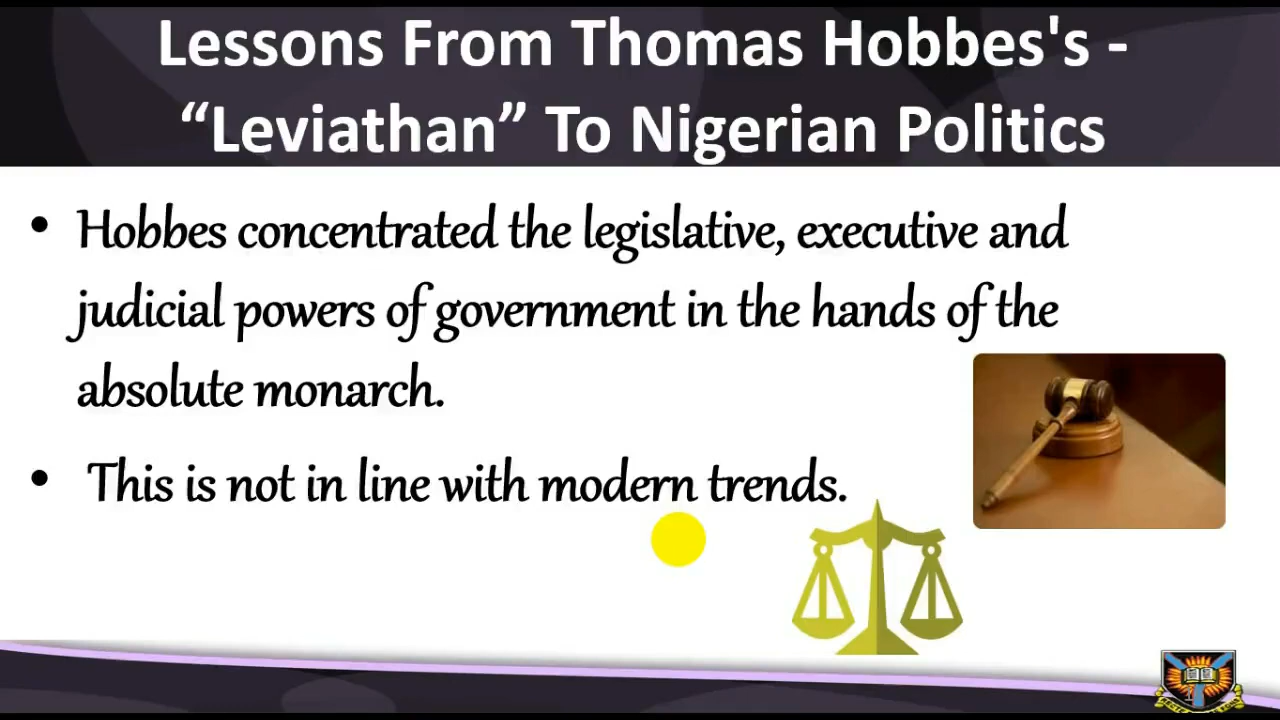 Lessons From Thomas Hobbes's -
“Leviathan” To Nigerian Politics
• Hobbes concentrated the legislative, executive and
judicial powers of government in the hands of the
absolute monarch.
• This is not in line with modern trends.